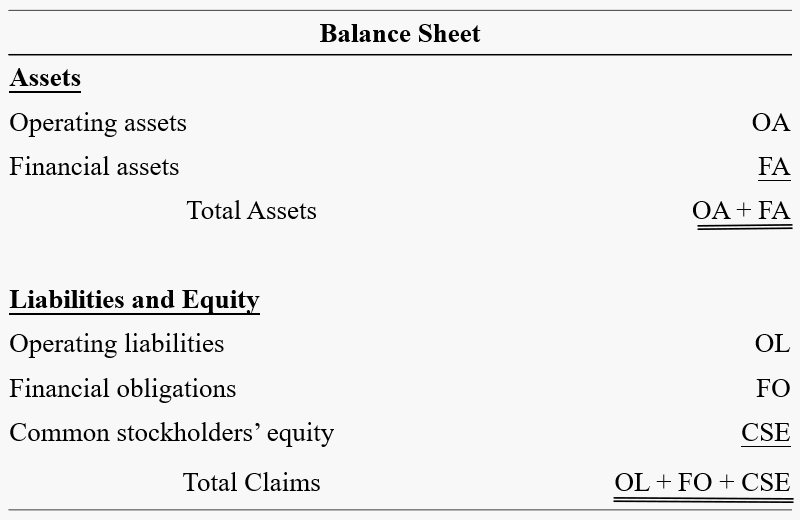 Balance Sheet
Assets
Operating assets OA
Financial assets FA
Total Assets OA + FA
Liabilities and Equity
Operating liabilities OL
Financial obligations FO
Common stockholders’ equity CSE
Total Claims OL + FO + CSE